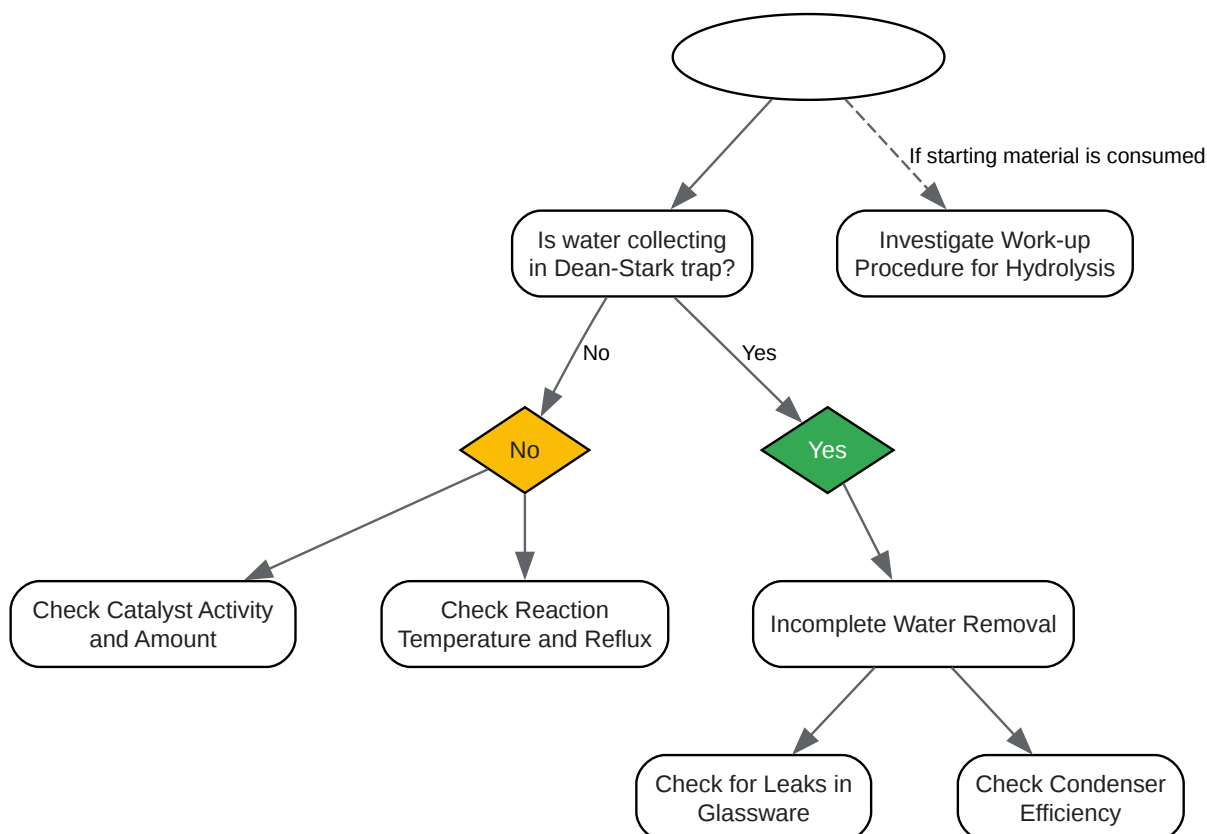 If starting material is consumed
Is water collecting
in Dean-Stark trap?
Investigate Work-up
Procedure for Hydrolysis
No
Yes
No
Yes
Check Catalyst Activity
and Amount
Check Reaction
Temperature and Reflux
Incomplete Water Removal
Check for Leaks in
Glassware
Check Condenser
Efficiency